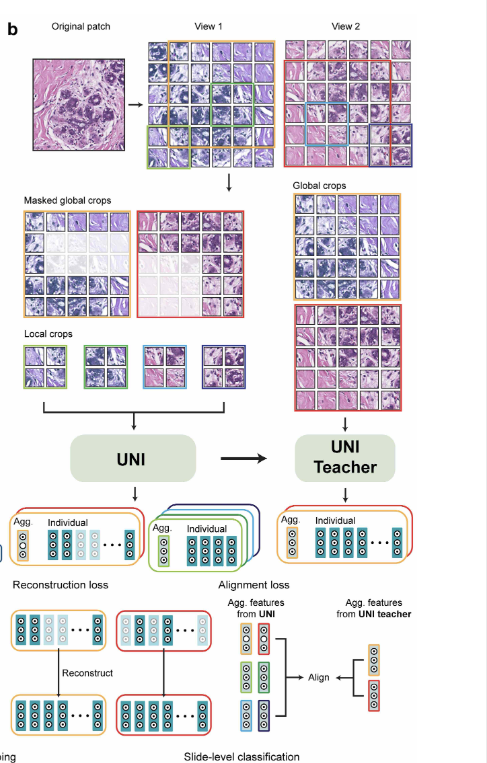 b
Original patch
View 1
View 2
Masked global crops
Global crops
Local crops
UNI
UNI
Teacher
Agg.
Individual
Agg.
Individual
Agg.
Individual
Reconstruction loss
Alignment loss
Agg. features
from UNI
Agg. features
from UNI teacher
Reconstruct
Align
Slide-level classification